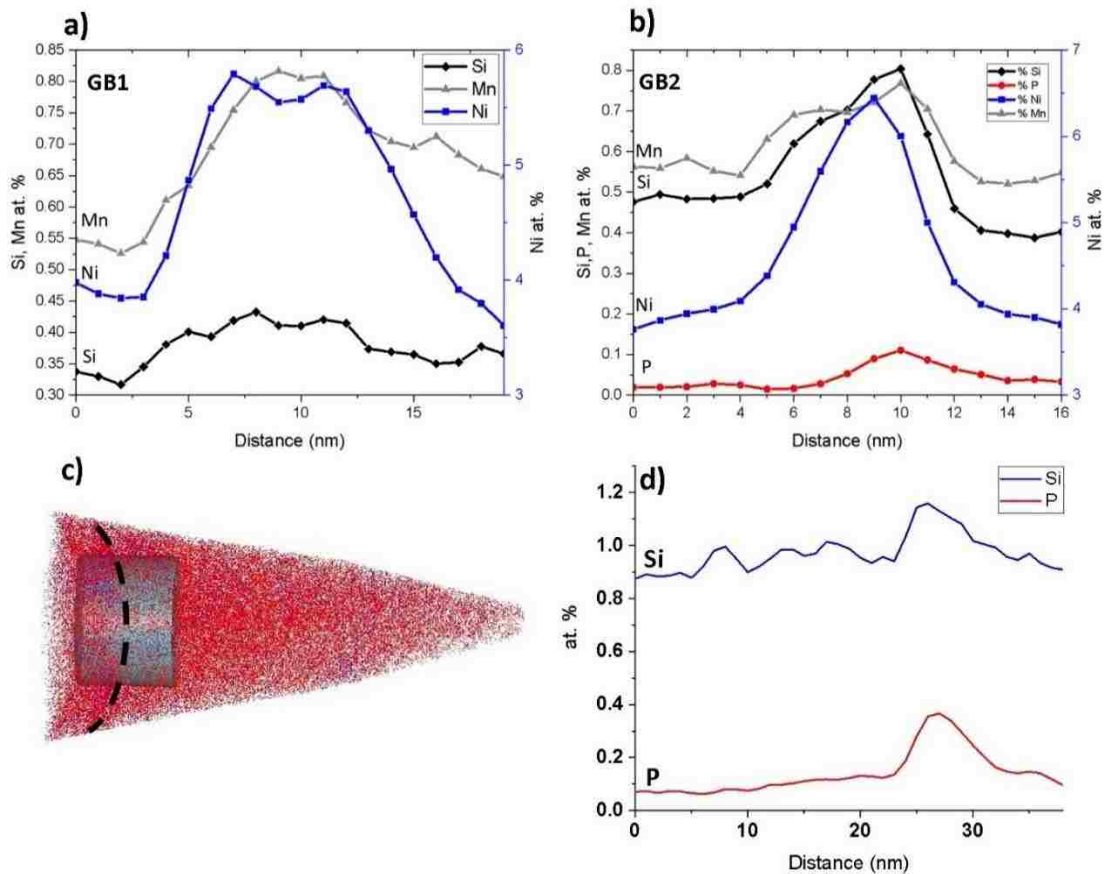 a)
GB1
Si
Mn
Ni
Mn
Ni
Si
0.85
0.80
0.75
0.70
0.65
0.60
0.55
0.50
0.45
0.40
0.35
0.30
6
5
4
3
0 5 10 15
Si, Mn at. %
Ni at. %
Distance (nm)
b)
GB2
% Si
% P
% Ni
% Mn
Mn
Si
Ni
P
0.8
0.7
0.6
0.5
0.4
0.3
0.2
0.1
0.0
7
6
5
4
3
0 2 4 6 8 10 12 14 16
Si,P, Mn at. %
Ni at. %
Distance (nm)
c)
d)
Si
P
Si
P
1.2
1.0
0.8
0.6
0.4
0.2
0.0
0 10 20 30
at. %
Distance (nm)